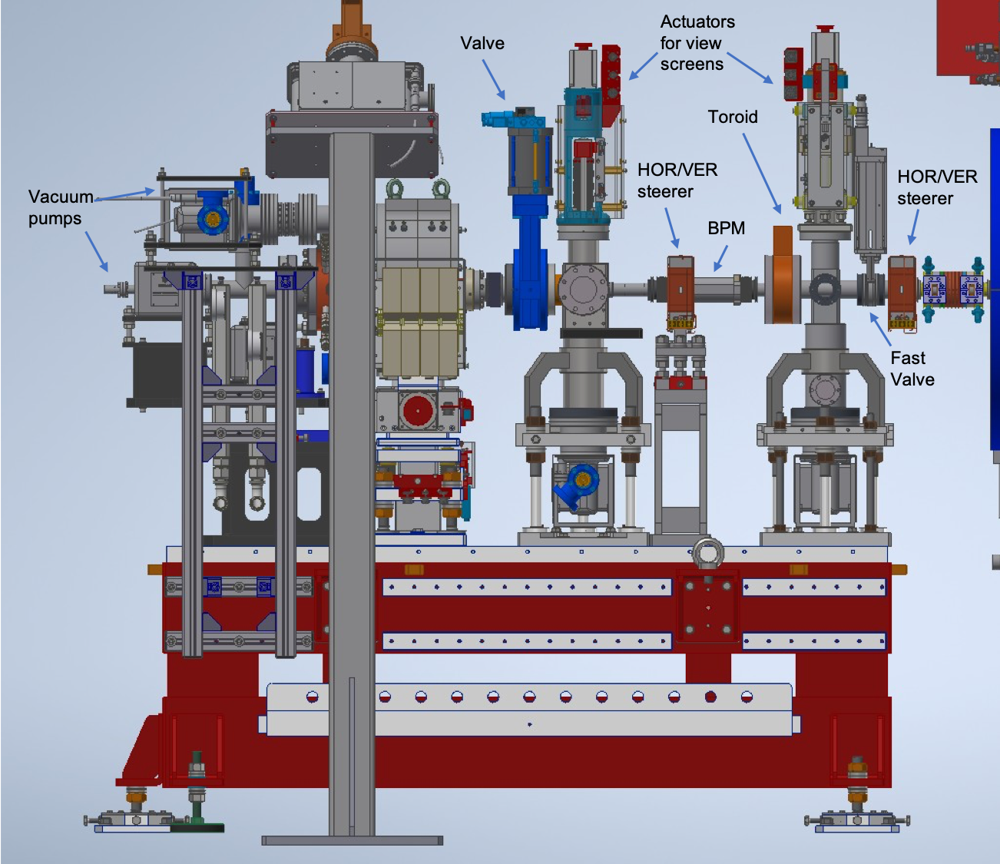 Actuators
for view
screens
Valve
Toroid
HOR/VER
steerer
HOR/VER
steerer
Vacuum
pumps
BPM
Fast
Valve